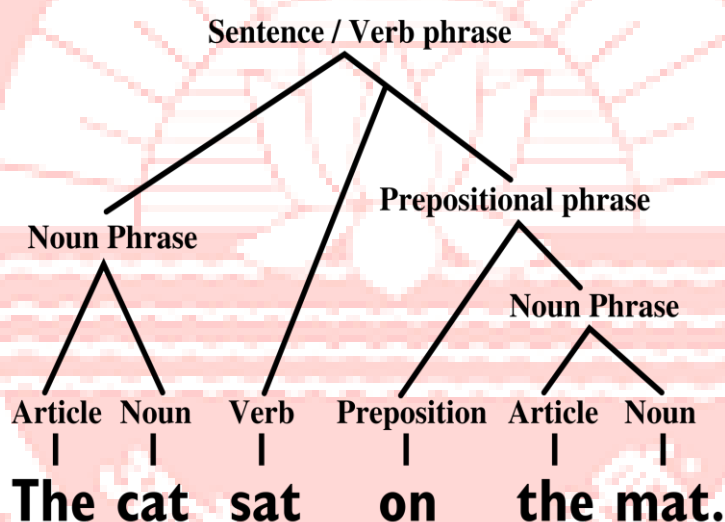 Sentence / Verb phrase
Prepositional phrase
Noun Phrase
Noun Phrase
Article Noun Verb Preposition Article Noun
The cat sat on the mat.